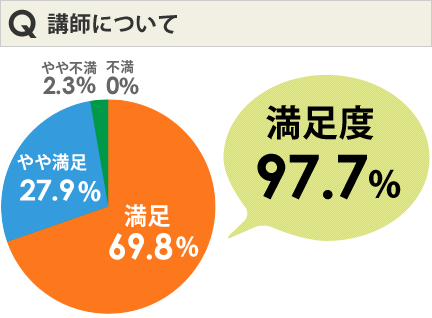 Q 講師について
やや不満
2.3%
不満
0%
やや満足
27.9%
満足
69.8%
満足度
97.7%